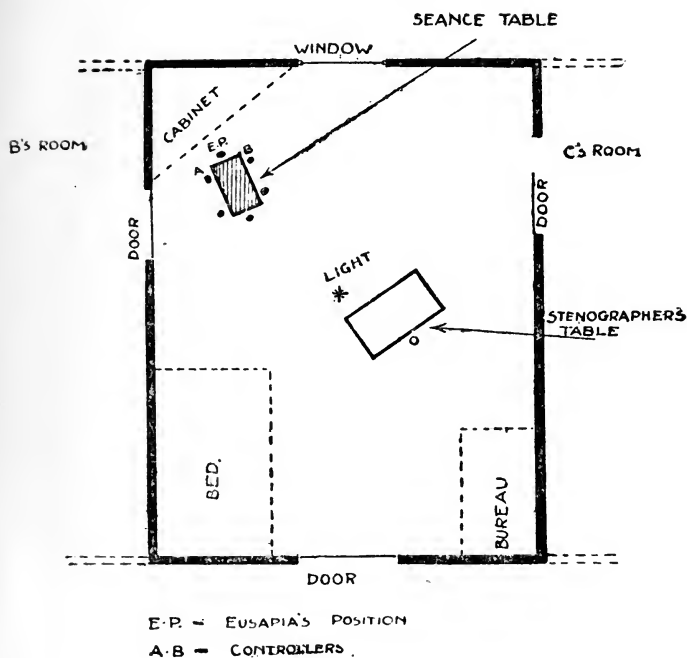 SEANCE TABLE
WINDOW
CABINET
B's ROOM
E.P.
A
B
C's ROOM
DOOR
DOOR
LIGHT
STENOGRAPHER'S
TABLE
BED.
BUREAU
DOOR
E.P. = EUSAPIA'S POSITION
A.B = CONTROLLERS.